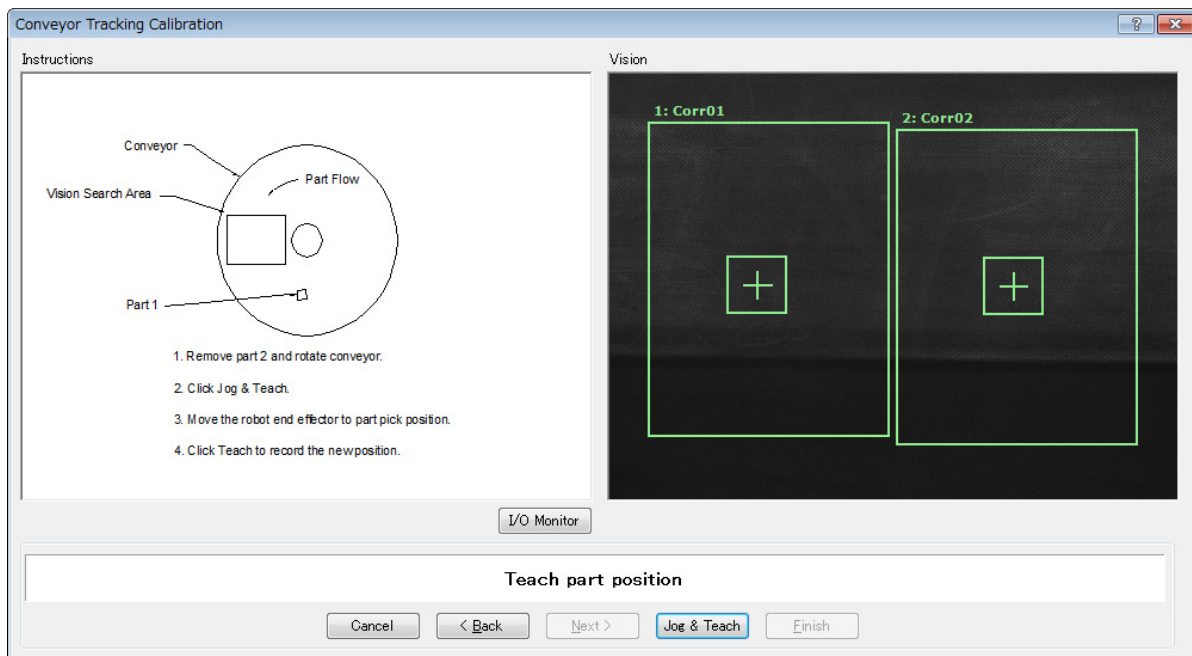 Conveyor Tracking Calibration
?
Instructions
Vision
Conveyor
Part Flow
Vision Search Area
Part 1
1. Remove part 2 and rotate conveyor.
2. Click Jog & Teach.
3. Move the robot end effector to part pick position.
4. Click Teach to record the new position.
1: Corr01
2: Corr02
I/O Monitor
Teach part position
Cancel
< Back
Next >
Jog & Teach
Finish